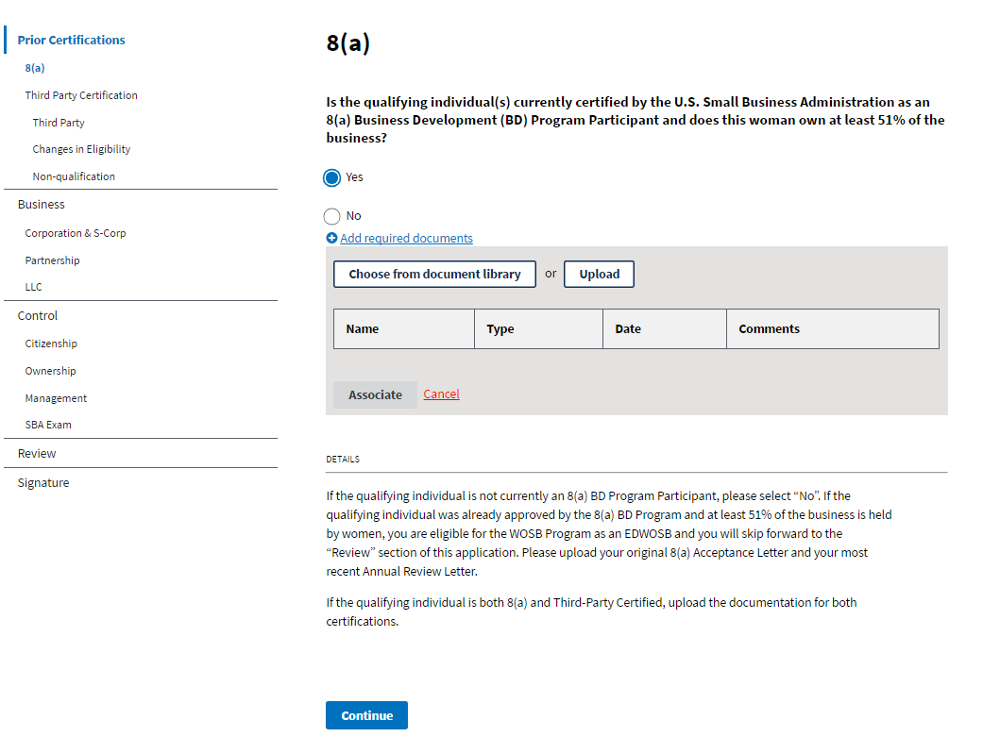 Prior Certifications
8(a)
Third Party Certification
Third Party
Changes in Eligibility
Non-qualification
Business
Corporation & S-Corp
Partnership
LLC
Control
Citizenship
Ownership
Management
SBA Exam
Review
Signature
8(a)
Is the qualifying individual(s) currently certified by the U.S. Small Business Administration as an
8(a) Business Development (BD) Program Participant and does this woman own at least 51% of the
business?
Yes
No
Add required documents
Choose from document library or Upload
Name Type Date Comments
Associate Cancel
DETAILS
If the qualifying individual is not currently an 8(a) BD Program Participant, please select “No”. If the
qualifying individual was already approved by the 8(a) BD Program and at least 51% of the business is held
by women, you are eligible for the WOSB Program as an EDWOSB and you will skip forward to the
“Review” section of this application. Please upload your original 8(a) Acceptance Letter and your most
recent Annual Review Letter.
If the qualifying individual is both 8(a) and Third-Party Certified, upload the documentation for both
certifications.
Continue